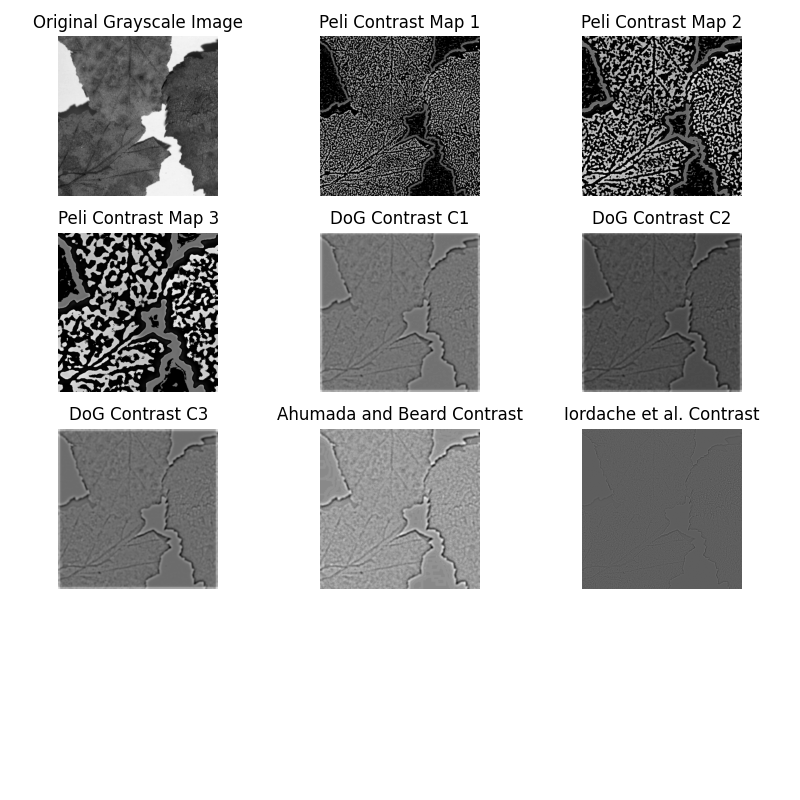 Original Grayscale Image
Peli Contrast Map 1
Peli Contrast Map 2
Peli Contrast Map 3
DoG Contrast C1
DoG Contrast C2
DoG Contrast C3
Ahumada and Beard Contrast
Iordache et al. Contrast